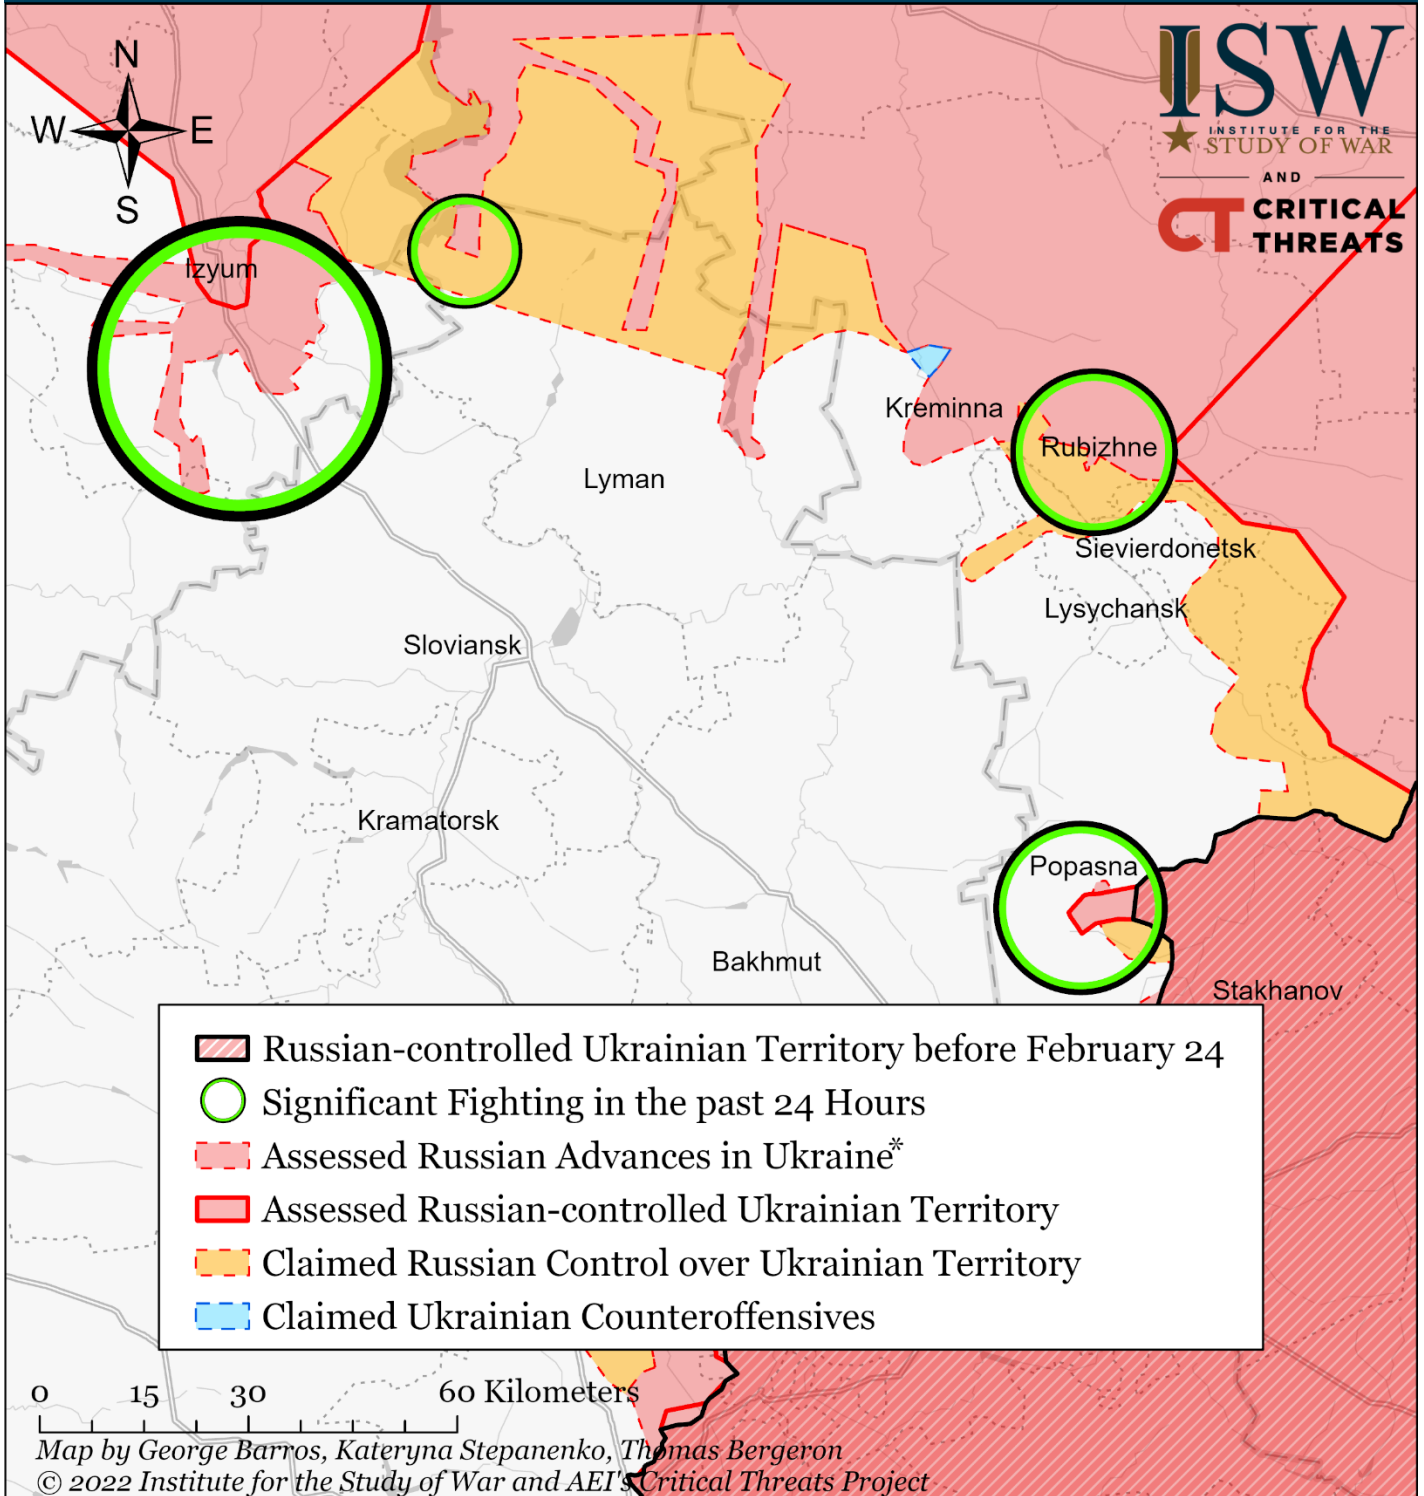 N
W E
S
ISW
INSTITUTE FOR THE
STUDY OF WAR
AND
CT CRITICAL
THREATS
Izyum
Kreminna
Rubizhne
Lyman
Sievierdonetsk
Lysychansk
Sloviansk
Kramatorsk
Popasna
Bakhmut
Stakhanov
Russian-controlled Ukrainian Territory before February 24
Significant Fighting in the past 24 Hours
Assessed Russian Advances in Ukraine*
Assessed Russian-controlled Ukrainian Territory
Claimed Russian Control over Ukrainian Territory
Claimed Ukrainian Counteroffensives
0 15 30 60 Kilometers
Map by George Barros, Kateryna Stepanenko, Thomas Bergeron
© 2022 Institute for the Study of War and AEI's Critical Threats Project